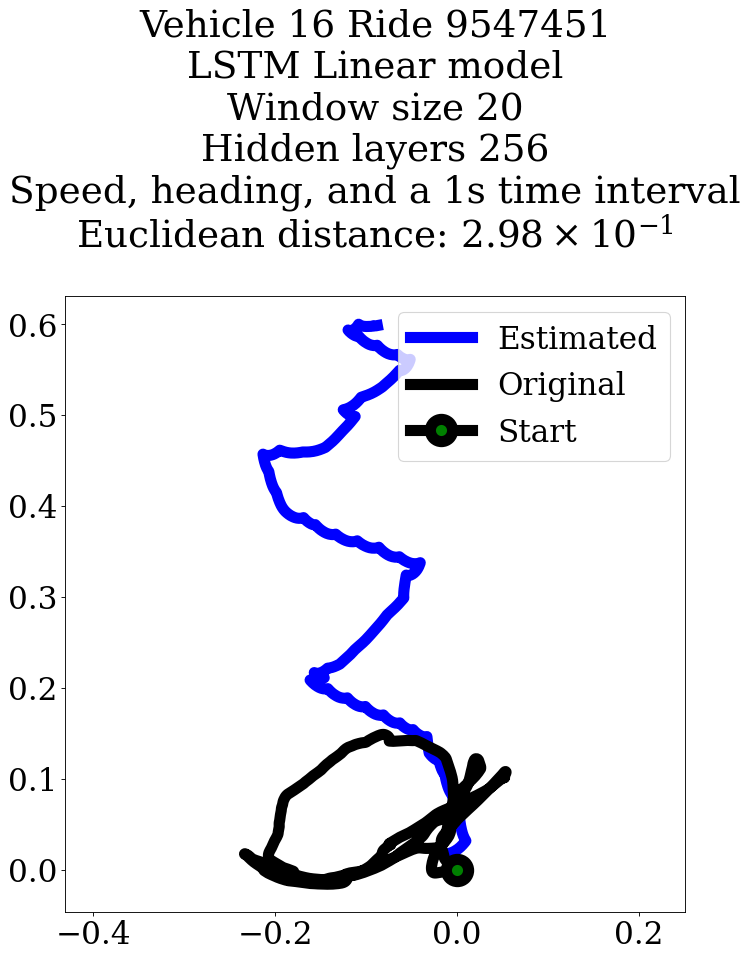 Vehicle 16 Ride 9547451
LSTM Linear model
Window size 20
Hidden layers 256
Speed, heading, and a 1s time interval
Euclidean distance: 2.98 × 10⁻¹
Estimated
Original
Start
0.6
0.5
0.4
0.3
0.2
0.1
0.0
−0.4 −0.2 0.0 0.2